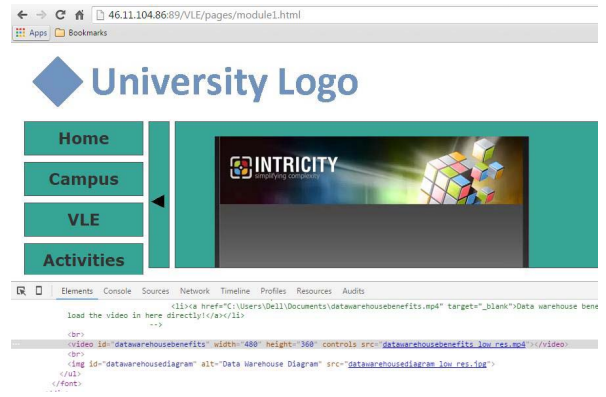 46.11.104.86:89/VLE/pages/module1.html
Apps Bookmarks
University Logo
Home
Campus
VLE
Activities
INTRICITY
simplifying complexity
Elements Console Sources Network Timeline Profiles Resources Audits
<li><a href="C:\Users\Dell\Documents\datawarehousebenefits.mp4" target="_blank">Data warehouse bene
load the video in here directly!</a></li>
-->
<br>
<video id="datawarehousebenefits" width="480" height="360" controls src="datawarehousebenefits low res.mp4"></video>
<br>
<img id="datawarehousediagram" alt="Data Warehouse Diagram" src="datawarehousediagram low res.jpg">
</ul>
</font>